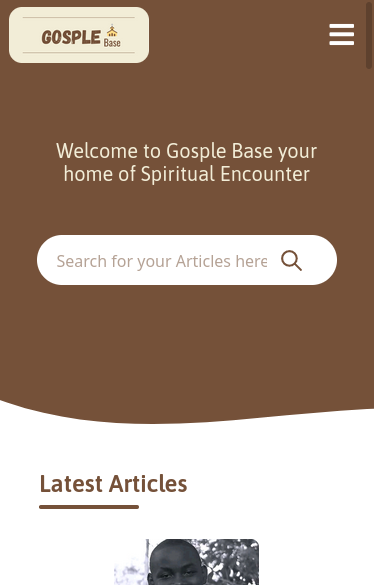 GOSPLE
Base
Welcome to Gosple Base your
home of Spiritual Encounter
Search for your Articles here
Latest Articles